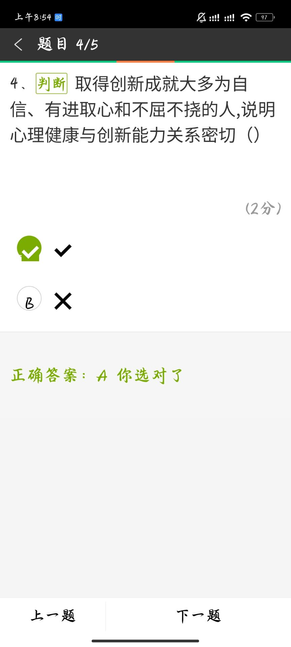 上午8:54
97
题目 4/5
4、判断 取得创新成就大多为自
信、有进取心和不屈不挠的人,说明
心理健康与创新能力关系密切（）
(2分)
B
正确答案：A 你选对了
上一题 下一题